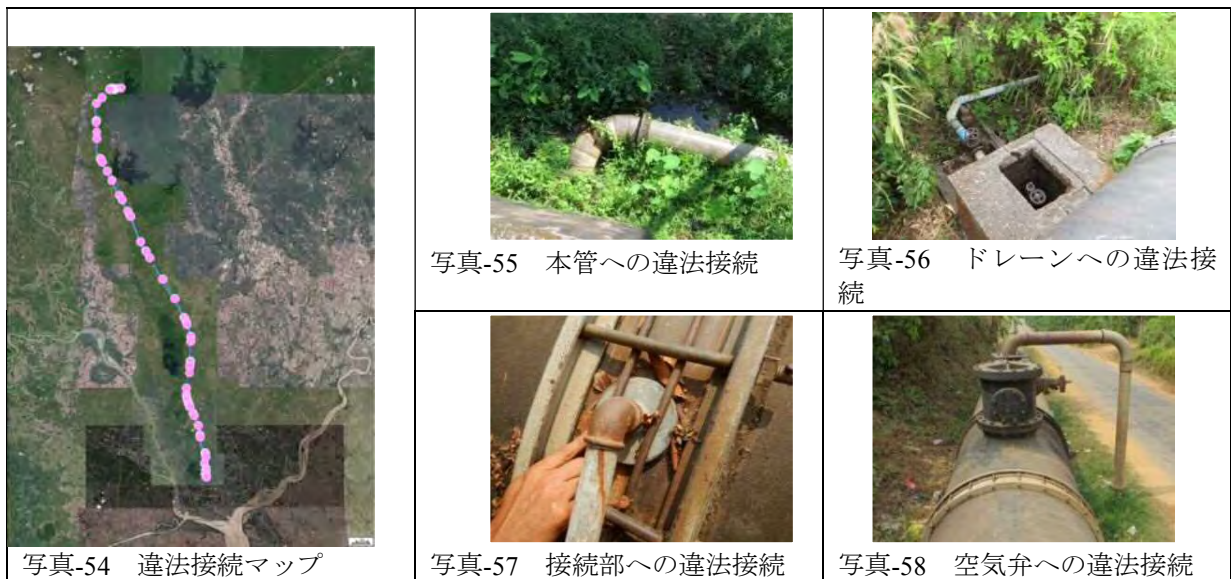 写真-54　違法接続マップ
写真-55　本管への違法接続
写真-56　ドレーンへの違法接
続
写真-57　接続部への違法接続
写真-58　空気弁への違法接続